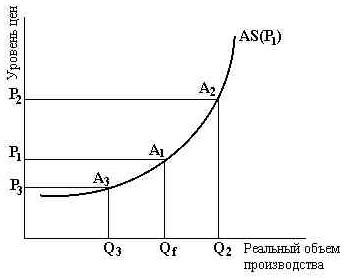 Уровень цен
AS(P₁)
P₂
A₂
P₁
A₁
P₃
A₃
Q₃
Qf
Q₂
Реальный объем
производства